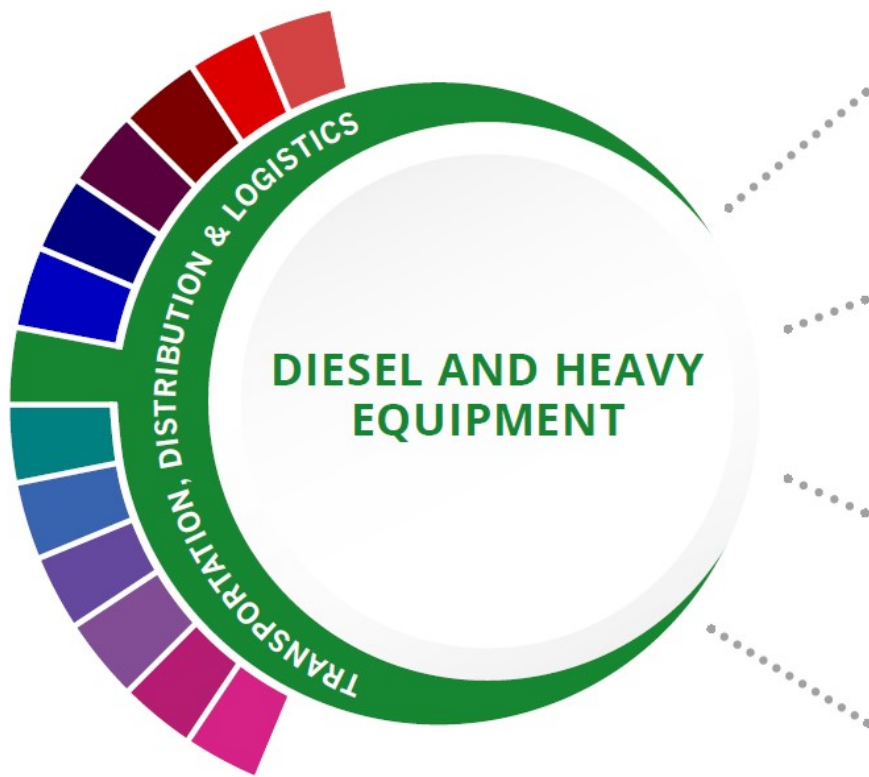 TRANSPORTATION, DISTRIBUTION & LOGISTICS
DIESEL AND HEAVY
EQUIPMENT